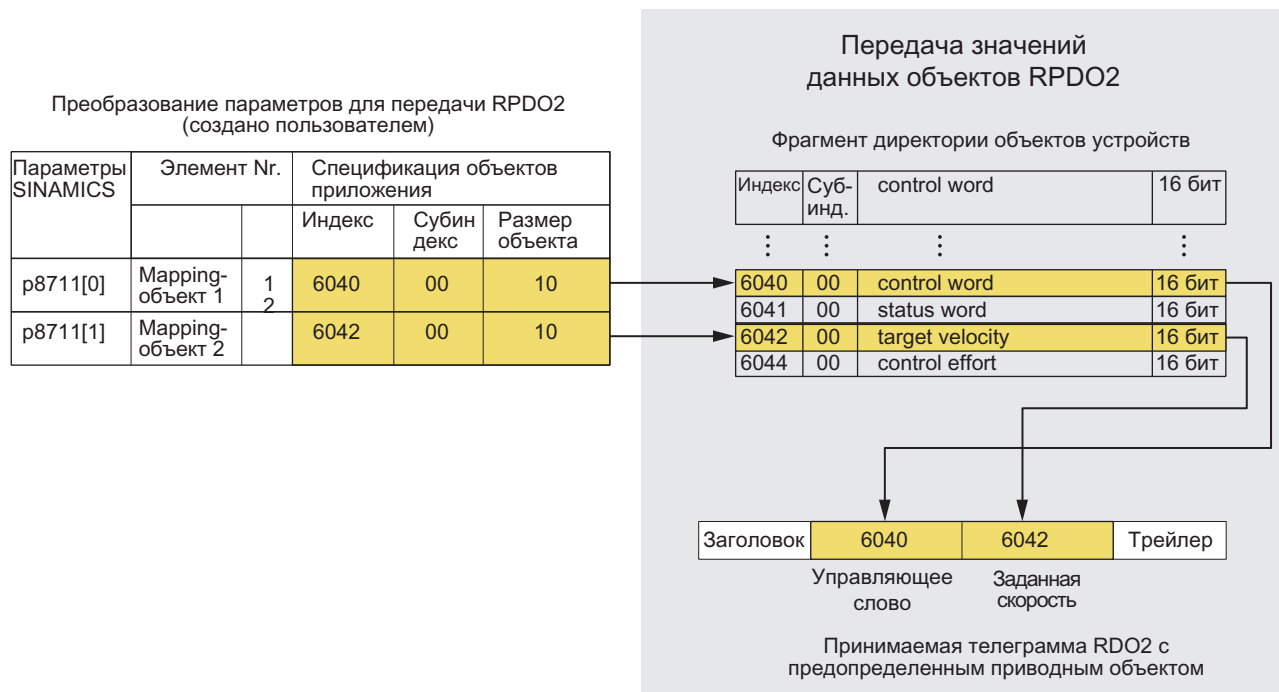 Преобразование параметров для передачи RPDO2
(создано пользователем)
Параметры SINAMICS
Элемент Nr.
Спецификация объектов
приложения
Индекс
Субин
декс
Размер
объекта
p8711[0] Mapping-объект 1 1 6040 00 10
2
p8711[1] Mapping-объект 2 6042 00 10
Передача значений
данных объектов RPDO2
Фрагмент директории объектов устройств
Индекс Суб-инд. control word 16 бит
6040 00 control word 16 бит
6041 00 status word 16 бит
6042 00 target velocity 16 бит
6044 00 control effort 16 бит
Заголовок 6040 6042 Трейлер
Управляющее
слово
Заданная
скорость
Принимаемая телеграмма RDO2 с
предопределенным приводным объектом